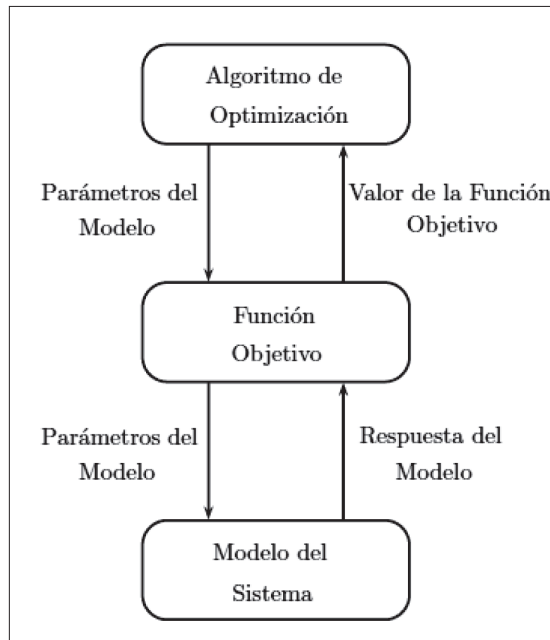 Algoritmo de
Optimización
Parámetros del
Modelo
Valor de la Función
Objetivo
Función
Objetivo
Parámetros del
Modelo
Respuesta del
Modelo
Modelo del
Sistema